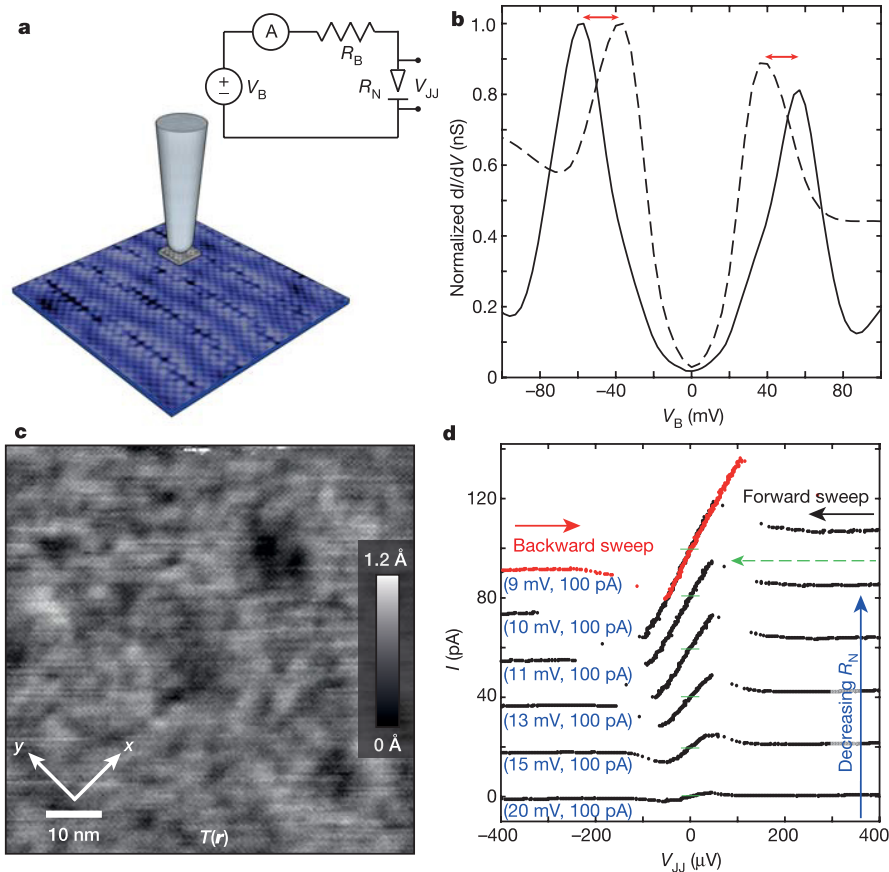 a
A
R_B
V_B
R_N
V_JJ
b
1.0
0.8
0.6
0.4
0.2
0
Normalized dI/dV (nS)
−80
−40
0
40
80
V_B (mV)
c
1.2 Å
0 Å
y
x
10 nm
T(r)
d
Forward sweep
Backward sweep
(9 mV, 100 pA)
(10 mV, 100 pA)
(11 mV, 100 pA)
(13 mV, 100 pA)
(15 mV, 100 pA)
(20 mV, 100 pA)
Decreasing R_N
120
80
40
0
I (pA)
−400
−200
0
200
400
V_JJ (μV)